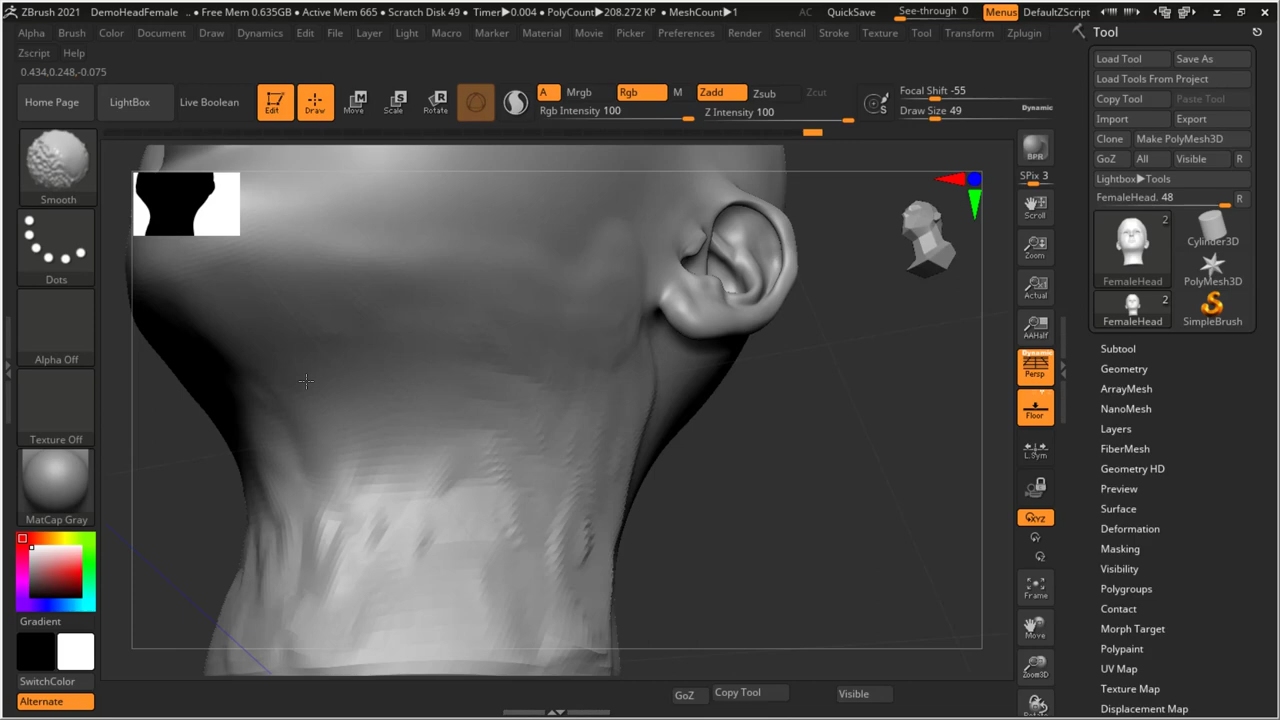 ZBrush 2021 DemoHeadFemale .. ● Free Mem 0.635GB ● Active Mem 665 ● Scratch Disk 49 ● Timer▶0.004 ● PolyCount▶208.272 KP ● MeshCount▶1 AC QuickSave See-through 0 Menus DefaultZScript
Alpha Brush Color Document Draw Dynamics Edit File Layer Light Macro Marker Material Movie Picker Preferences Render Stencil Stroke Texture Tool Transform Zplugin
Zscript Help
0.434,0.248,-0.075
Home Page LightBox Live Boolean Edit Draw Move Scale Rotate
A Mrgb Rgb M Zadd Zsub Zcut
Rgb Intensity 100 Z Intensity 100
S
Focal Shift -55
Draw Size 49 Dynamic
Smooth
Dots
Alpha Off
Texture Off
MatCap Gray
Gradient
SwitchColor
Alternate
BPR
SPix 3
Scroll
Zoom
Actual
AAHalf
Dynamic
Persp
Floor
L.Sym
XYZ
Y
Z
Frame
Move
Zoom3D
Rotate
GoZ Copy Tool Visible
Tool
Load Tool Save As
Load Tools From Project
Copy Tool Paste Tool
Import Export
Clone Make PolyMesh3D
GoZ All Visible R
Lightbox▶Tools
FemaleHead. 48 R
2
Cylinder3D
FemaleHead PolyMesh3D
2
FemaleHead SimpleBrush
Subtool
Geometry
ArrayMesh
NanoMesh
Layers
FiberMesh
Geometry HD
Preview
Surface
Deformation
Masking
Visibility
Polygroups
Contact
Morph Target
Polypaint
UV Map
Texture Map
Displacement Map